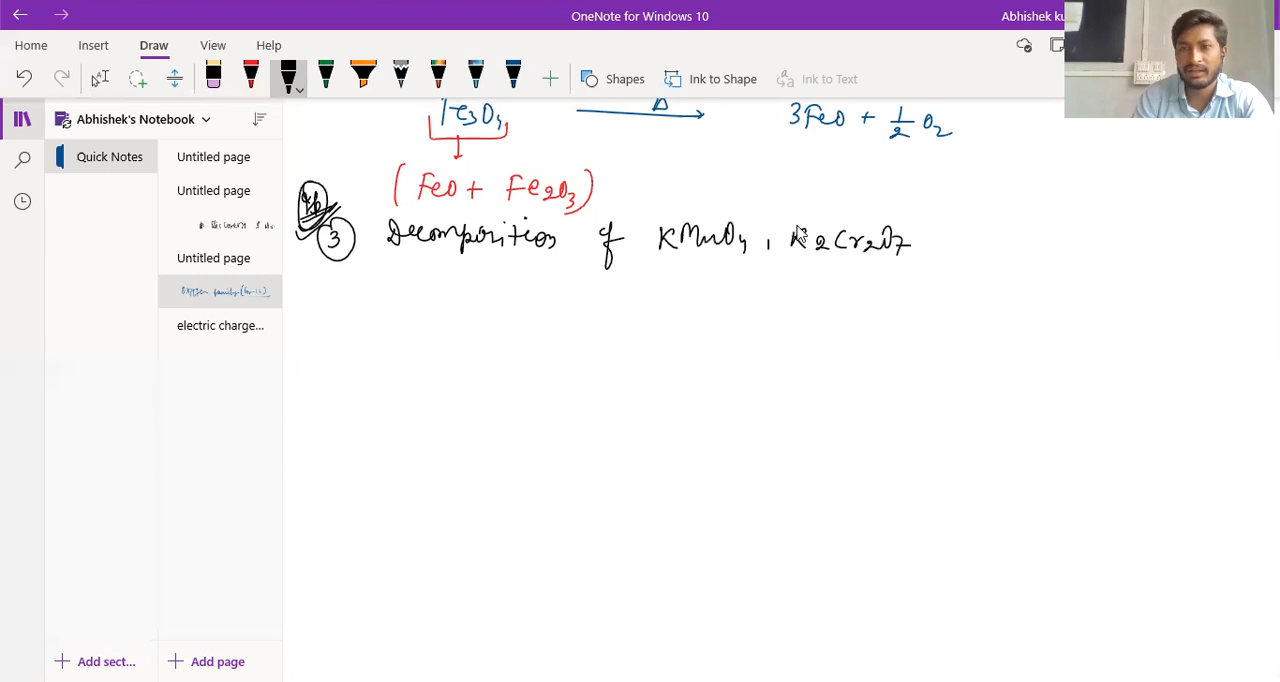 OneNote for Windows 10
Abhishek ku
Home Insert Draw View Help
Shapes Ink to Shape Ink to Text
Abhishek's Notebook
Quick Notes
Untitled page
Untitled page
Untitled page
Oxygen family
electric charge...
Add sect...
Add page
Fe3O4 Δ 3FeO + 1/2 O2
(FeO + Fe2O3)
3 Decomposition of KMnO4, K2Cr2O7